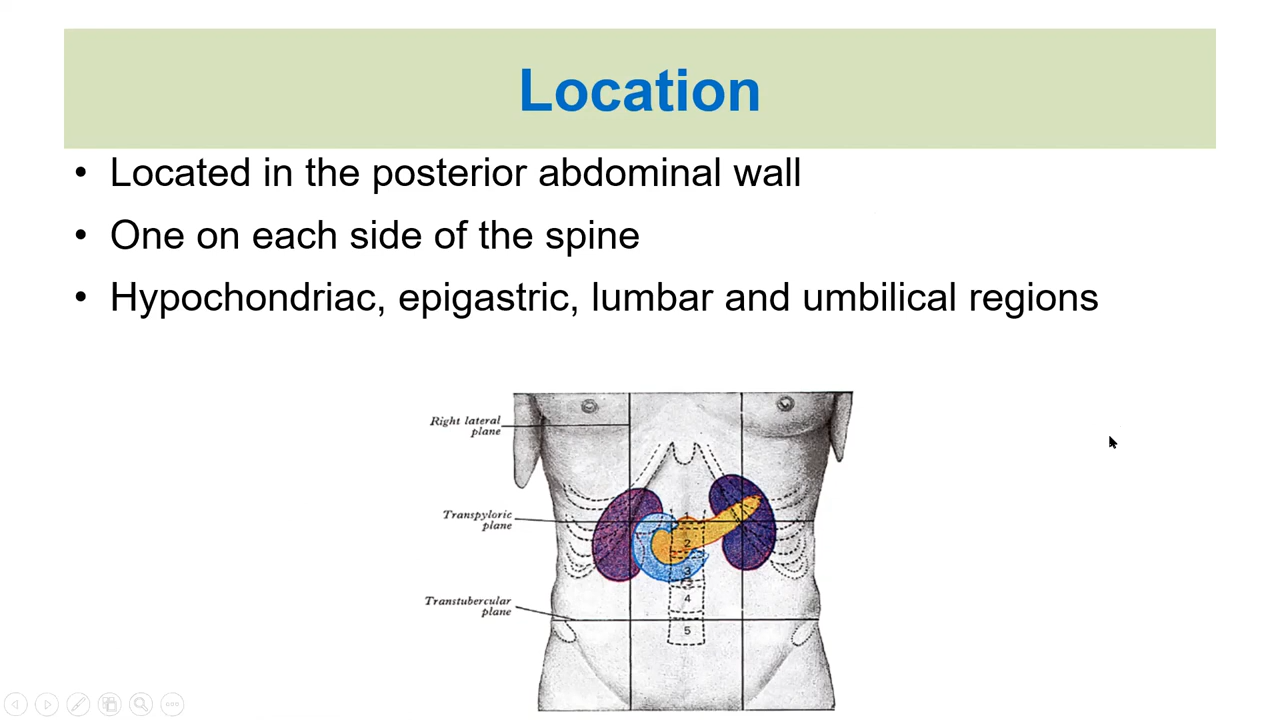 Location
• Located in the posterior abdominal wall
• One on each side of the spine
• Hypochondriac, epigastric, lumbar and umbilical regions
Right lateral
plane
Transpyloric
plane
Transtubercular
plane
1
2
3
4
5